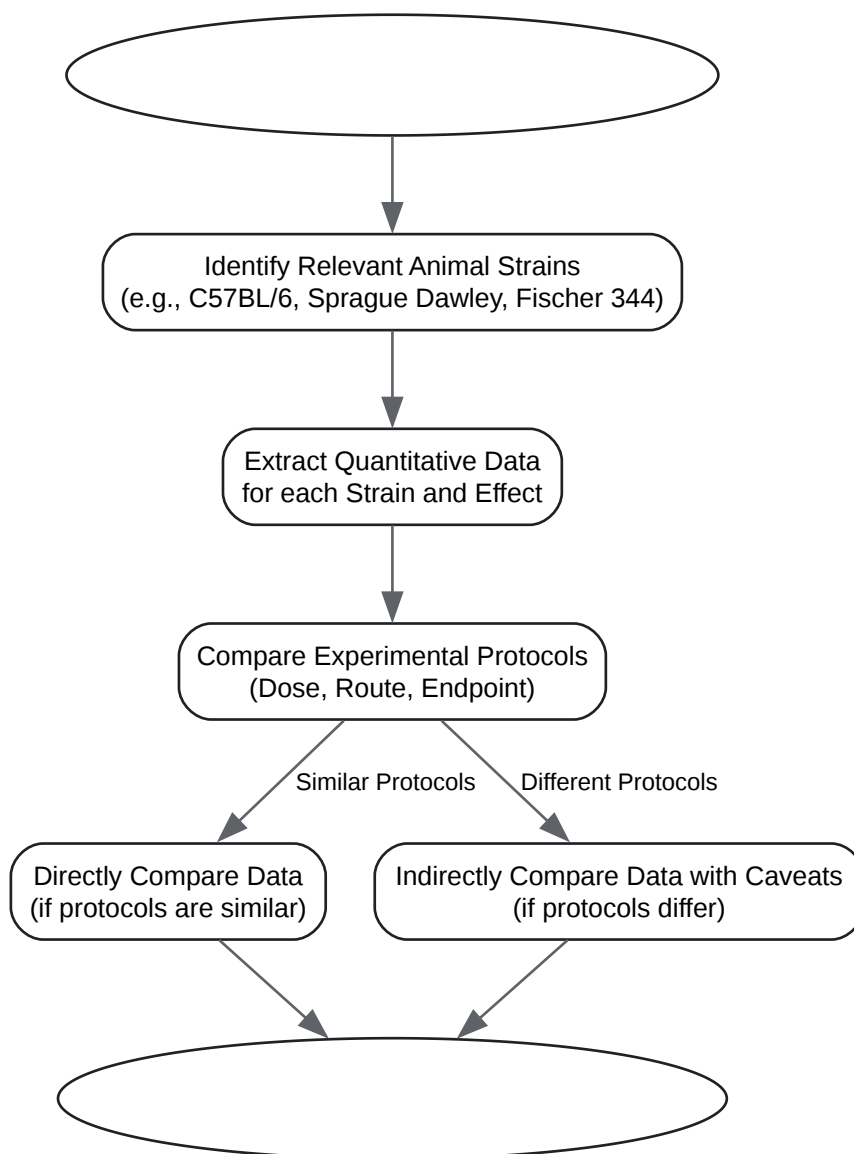 Identify Relevant Animal Strains
(e.g., C57BL/6, Sprague Dawley, Fischer 344)
Extract Quantitative Data
for each Strain and Effect
Compare Experimental Protocols
(Dose, Route, Endpoint)
Similar Protocols
Different Protocols
Directly Compare Data
(if protocols are similar)
Indirectly Compare Data with Caveats
(if protocols differ)